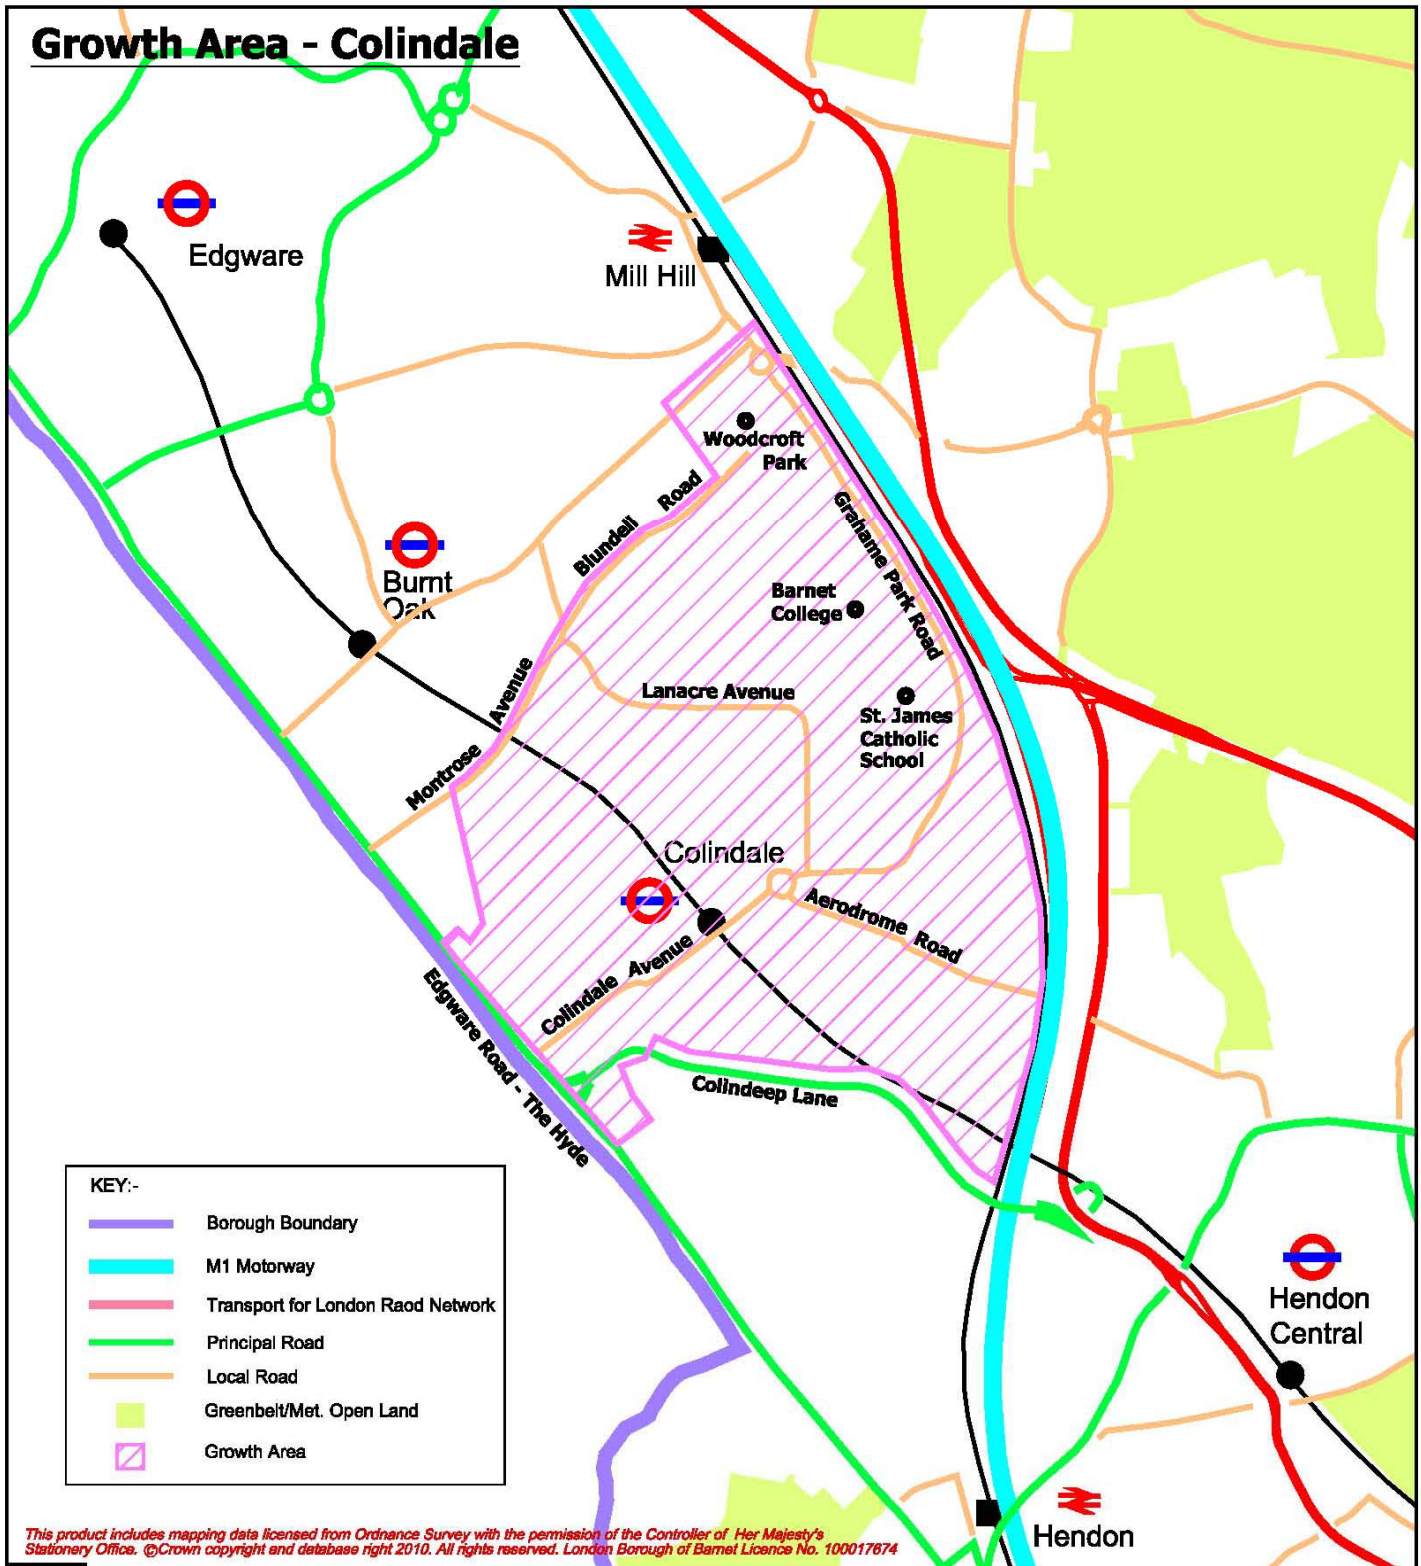 Growth Area - Colindale
Edgware
Mill Hill
Woodcroft
Park
Blundell Road
Grahame Park Road
Burnt
Oak
Barnet
College
Montrose Avenue
Lanacre Avenue
St. James
Catholic
School
Colindale
Aerodrome Road
Colindale Avenue
Edgware Road - The Hyde
Colindeep Lane
KEY:-
Borough Boundary
M1 Motorway
Transport for London Raod Network
Principal Road
Local Road
Greenbelt/Met. Open Land
Growth Area
Hendon
Central
Hendon
This product includes mapping data licensed from Ordnance Survey with the permission of the Controller of Her Majesty's
Stationery Office. ©Crown copyright and database right 2010. All rights reserved. London Borough of Barnet Licence No. 100017674